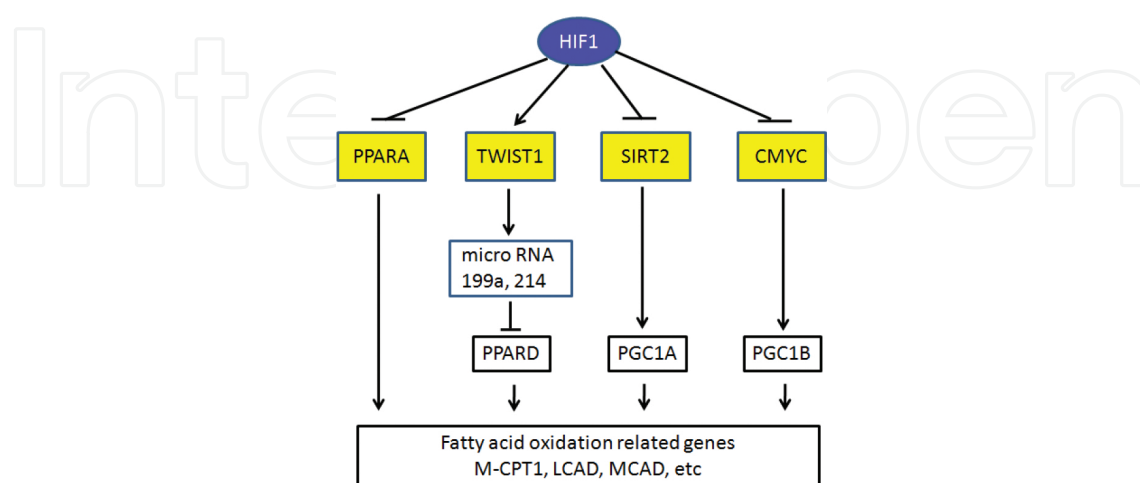 HIF1
PPARA
TWIST1
SIRT2
CMYC
micro RNA
199a, 214
PPARD
PGC1A
PGC1B
Fatty acid oxidation related genes
M-CPT1, LCAD, MCAD, etc